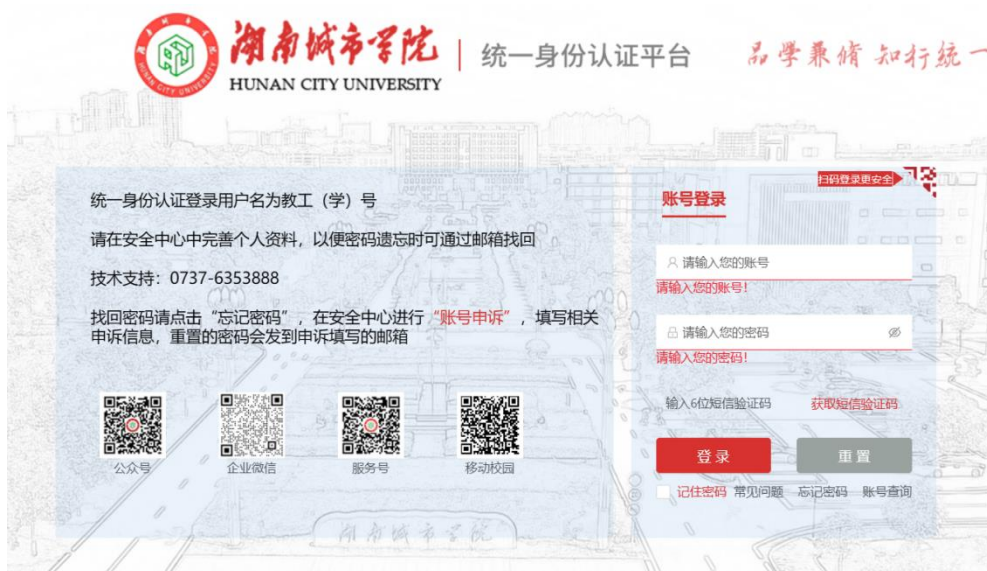 湖南城市学院
HUNAN CITY UNIVERSITY
统一身份认证平台
品學兼脩 知行統一
统一身份认证登录用户名为教工（学）号
请在安全中心中完善个人资料，以便密码遗忘时可通过邮箱找回
技术支持：0737-6353888
找回密码请点击“忘记密码”，在安全中心进行“账号申诉”，填写相关
申诉信息，重置的密码会发到申诉填写的邮箱
公众号
企业微信
服务号
移动校园
扫码登录更安全
账号登录
请输入您的账号
请输入您的账号!
请输入您的密码
请输入您的密码!
输入6位短信验证码
获取短信验证码
登 录
重 置
记住密码 常见问题 忘记密码 账号查询
湖南城市学院